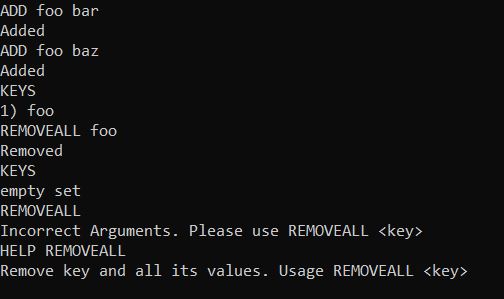 ADD foo bar
Added
ADD foo baz
Added
KEYS
1) foo
REMOVEALL foo
Removed
KEYS
empty set
REMOVEALL
Incorrect Arguments. Please use REMOVEALL <key>
HELP REMOVEALL
Remove key and all its values. Usage REMOVEALL <key>